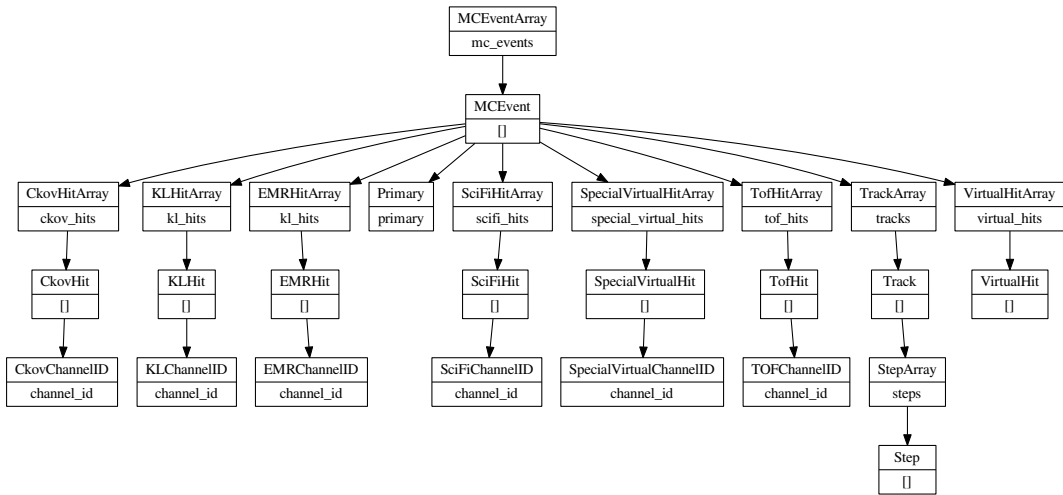 MCEventArray
mc_events
MCEvent
[]
CkovHitArray
ckov_hits
KLHitArray
kl_hits
EMRHitArray
kl_hits
Primary
primary
SciFiHitArray
scifi_hits
SpecialVirtualHitArray
special_virtual_hits
TofHitArray
tof_hits
TrackArray
tracks
VirtualHitArray
virtual_hits
CkovHit
[]
KLHit
[]
EMRHit
[]
SciFiHit
[]
SpecialVirtualHit
[]
TofHit
[]
Track
[]
VirtualHit
[]
CkovChannelID
channel_id
KLChannelID
channel_id
EMRChannelID
channel_id
SciFiChannelID
channel_id
SpecialVirtualChannelID
channel_id
TOFChannelID
channel_id
StepArray
steps
Step
[]